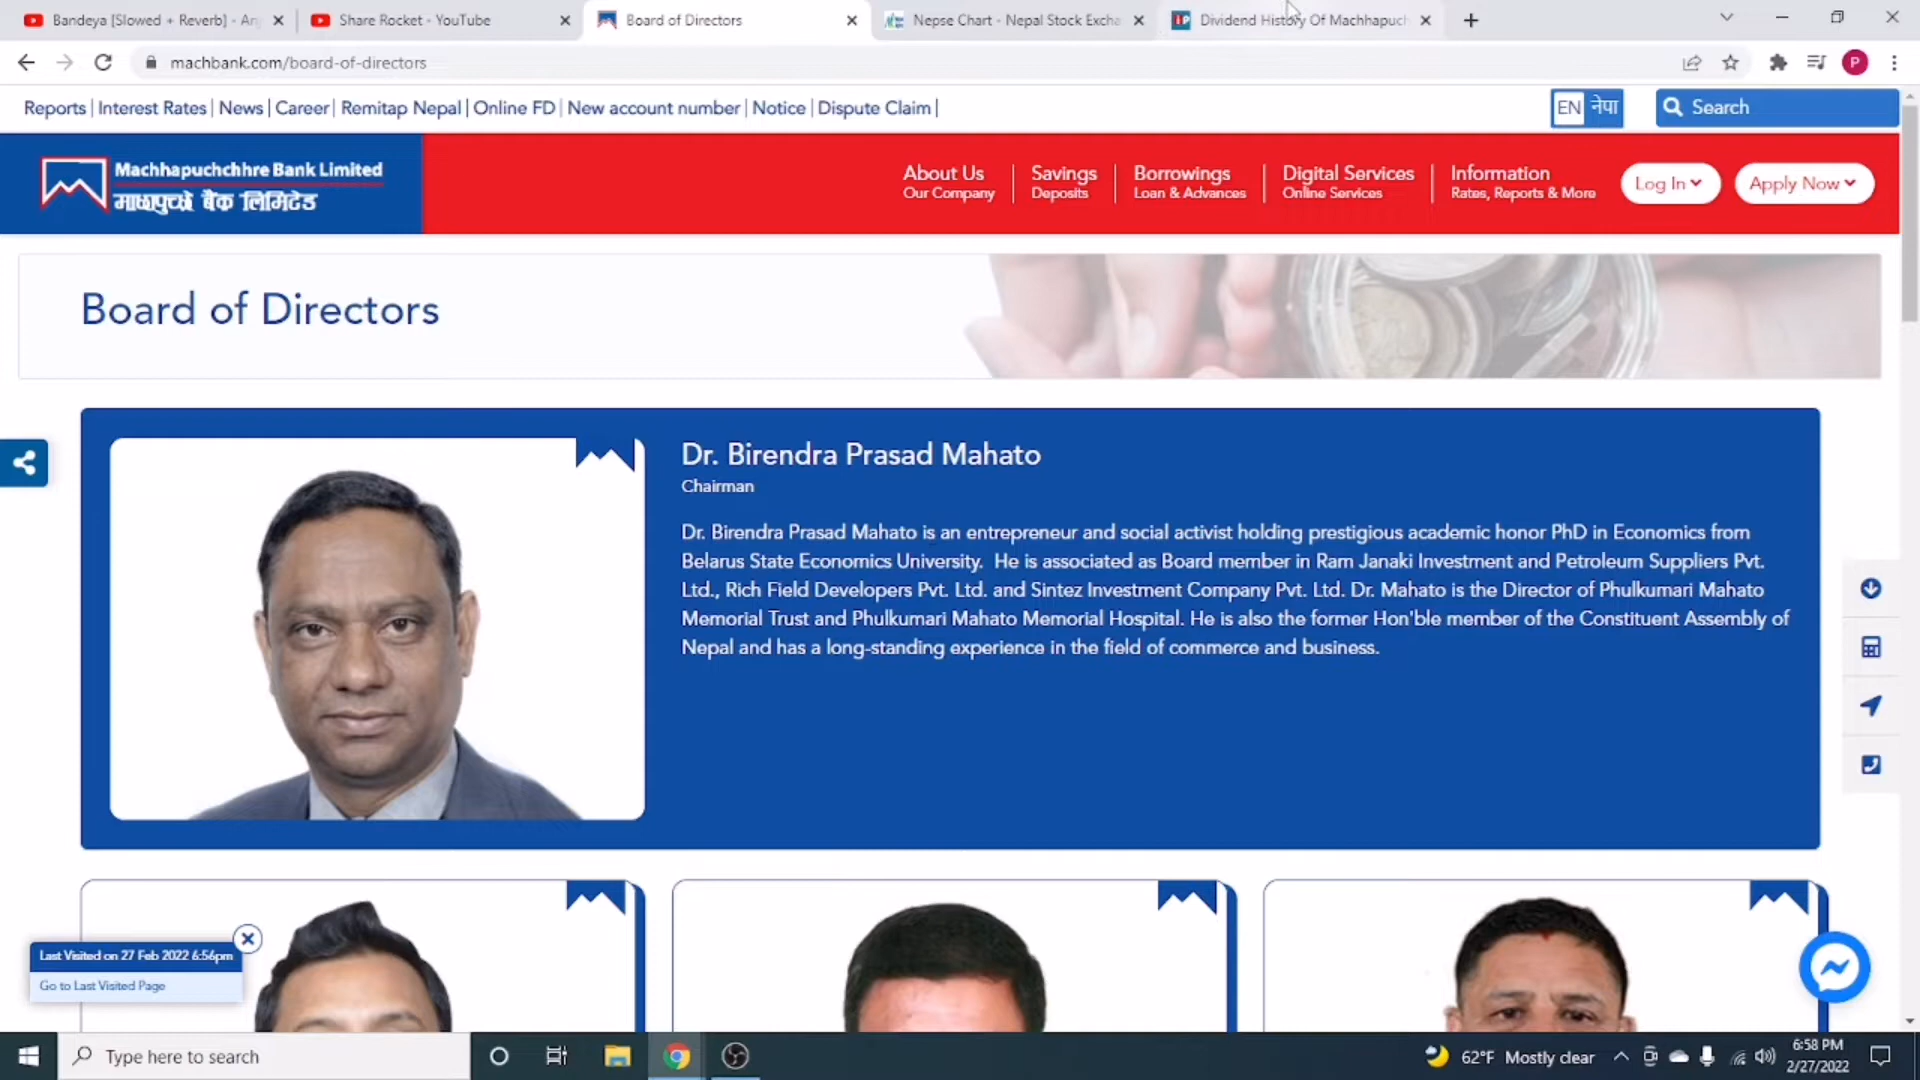 Bandeya [Slowed + Reverb] - Ar
Share Rocket - YouTube
Board of Directors
Nepse Chart - Nepal Stock Excha
Dividend History Of Machhapuch
machbank.com/board-of-directors
P
Reports | Interest Rates | News | Career | Remitap Nepal | Online FD | New account number | Notice | Dispute Claim |
EN नेपा
Search
Machhapuchchhre Bank Limited
माछापुच्छ्रे बैंक लिमिटेड
About Us
Our Company
Savings
Deposits
Borrowings
Loan & Advances
Digital Services
Online Services
Information
Rates, Reports & More
Log In
Apply Now
Board of Directors
Dr. Birendra Prasad Mahato
Chairman
Dr. Birendra Prasad Mahato is an entrepreneur and social activist holding prestigious academic honor PhD in Economics from
Belarus State Economics University. He is associated as Board member in Ram Janaki Investment and Petroleum Suppliers Pvt.
Ltd., Rich Field Developers Pvt. Ltd. and Sintez Investment Company Pvt. Ltd. Dr. Mahato is the Director of Phulkumari Mahato
Memorial Trust and Phulkumari Mahato Memorial Hospital. He is also the former Hon'ble member of the Constituent Assembly of
Nepal and has a long-standing experience in the field of commerce and business.
Last Visited on 27 Feb 2022 6:56pm
Go to Last Visited Page
Type here to search
62°F Mostly clear
6:58 PM
2/27/2022